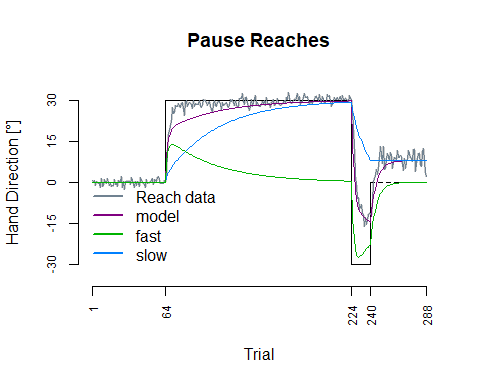 Pause Reaches
Hand Direction [°]
30
15
0
-15
-30
Reach data
model
fast
slow
1
64
224
240
288
Trial